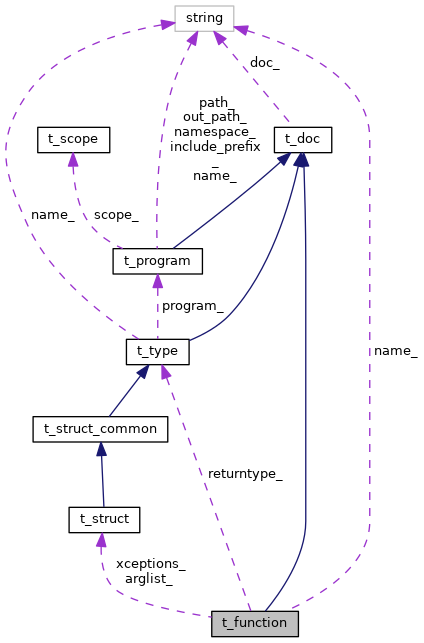 string
doc_
path_
out_path_
namespace_
include_prefix
_
name_
t_scope
t_doc
name_
scope_
t_program
program_
t_type
name_
t_struct_common
returntype_
t_struct
xceptions_
arglist_
t_function